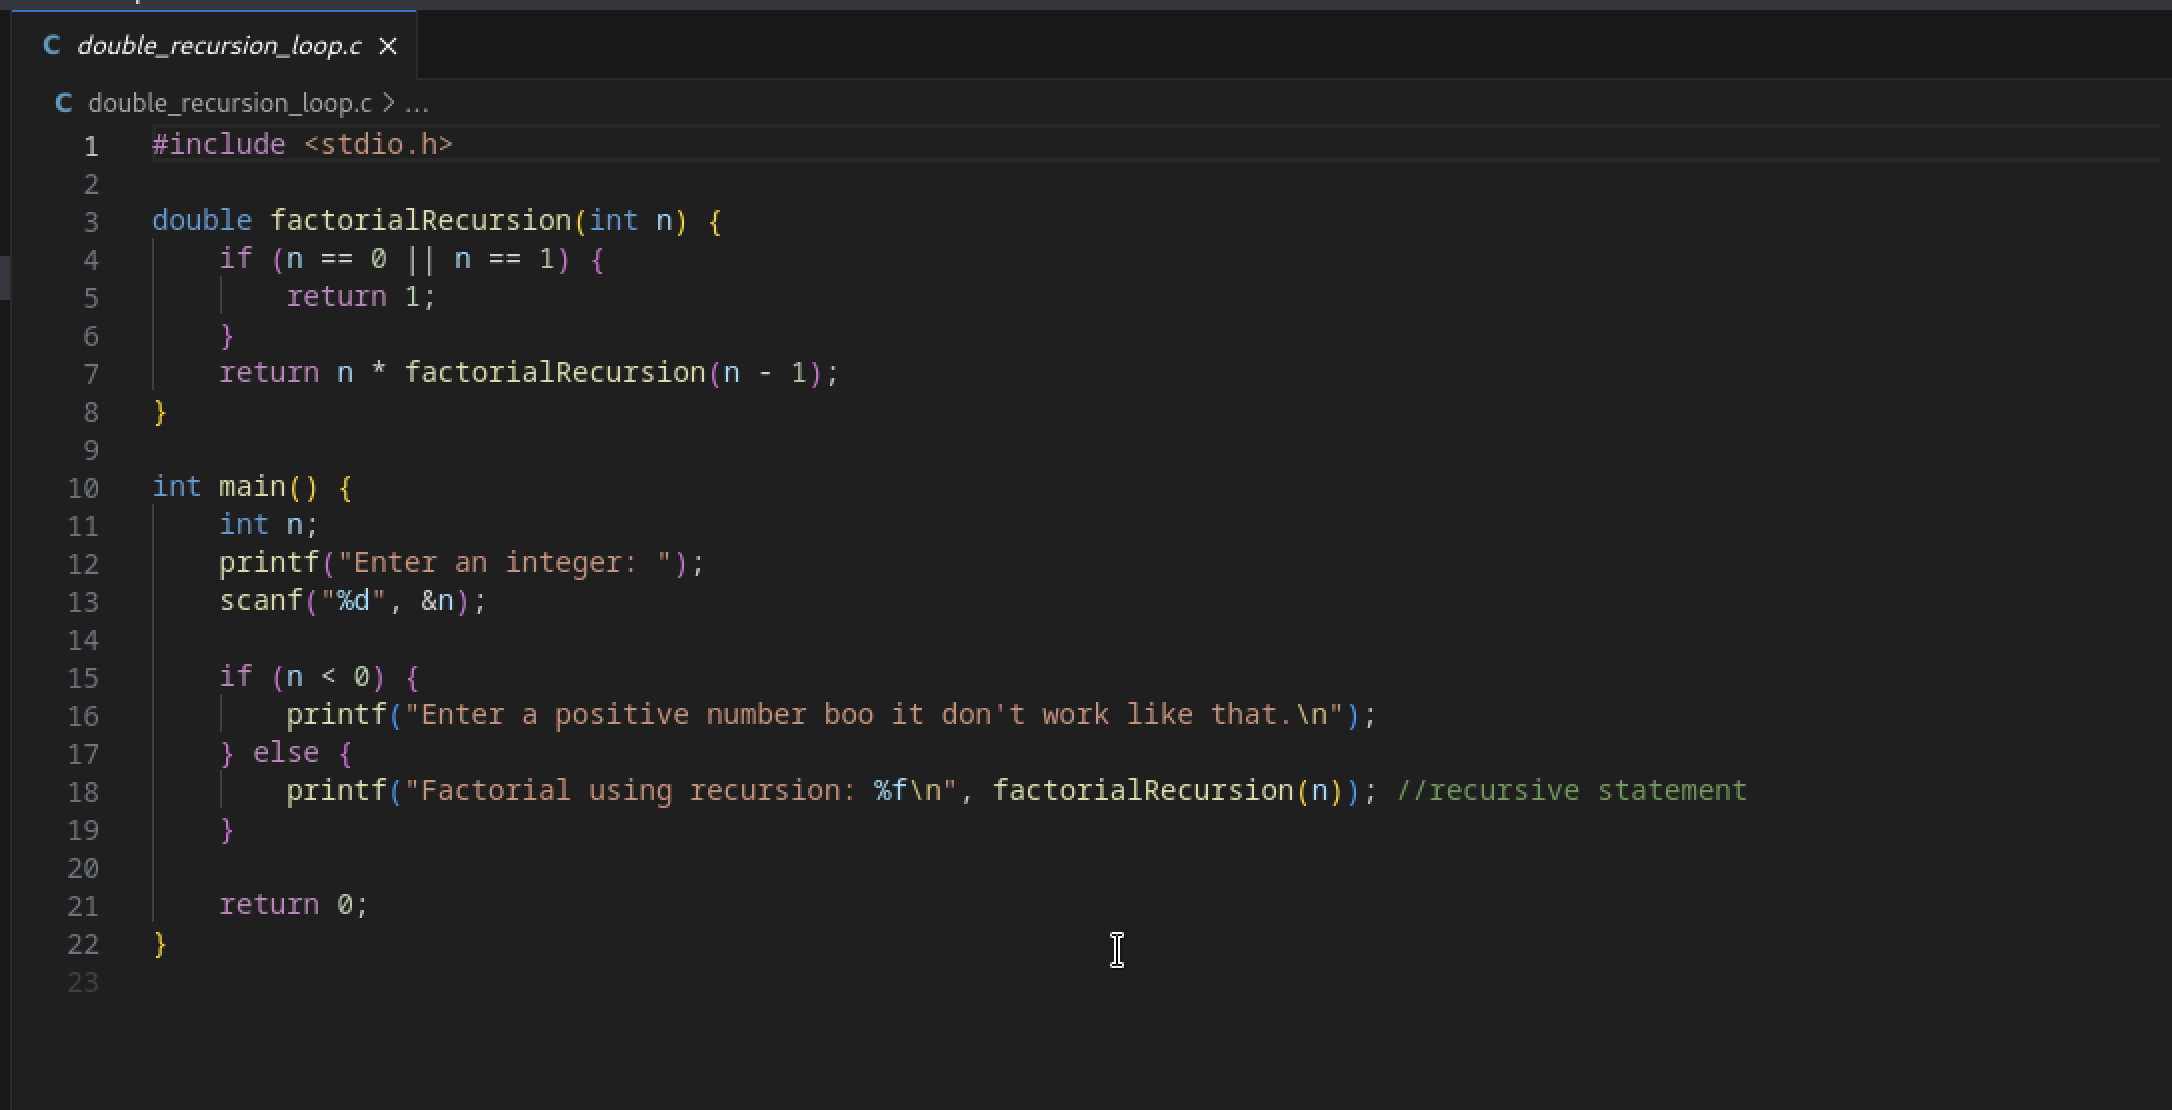 double_recursion_loop.c
double_recursion_loop.c > ...
1 #include <stdio.h>
2
3 double factorialRecursion(int n) {
4     if (n == 0 || n == 1) {
5         return 1;
6     }
7     return n * factorialRecursion(n - 1);
8 }
9
10 int main() {
11     int n;
12     printf("Enter an integer: ");
13     scanf("%d", &n);
14
15     if (n < 0) {
16         printf("Enter a positive number boo it don't work like that.\n");
17     } else {
18         printf("Factorial using recursion: %f\n", factorialRecursion(n)); //recursive statement
19     }
20
21     return 0;
22 }
23